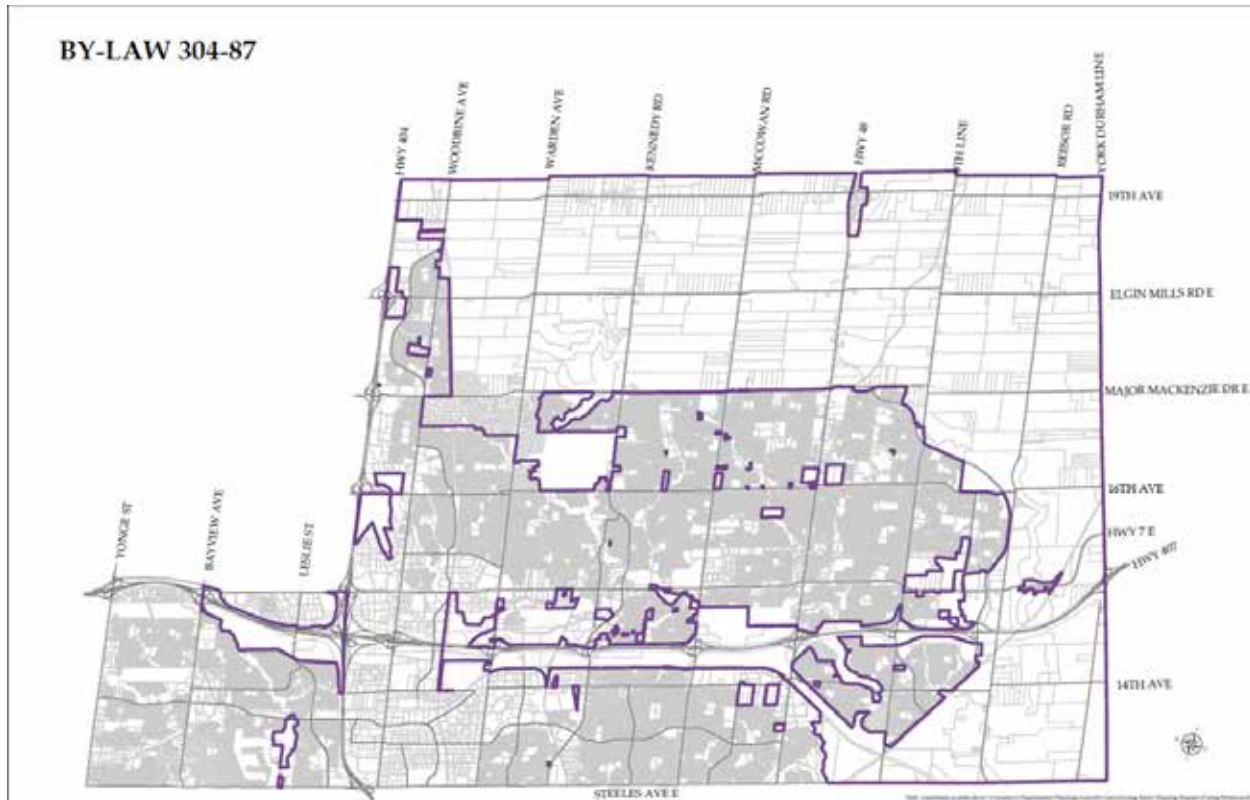 BY-LAW 304-87
HWY 404
WOODBINE AVE
WARDEN AVE
KENNEDY RD
MCCOWAN RD
HWY 48
TH LINE
REESOR RD
YORK DURHAM LINE
19TH AVE
ELGIN MILLS RD E
MAJOR MACKENZIE DR E
16TH AVE
HWY 7 E
HWY 407
YONGE ST
BAYVIEW AVE
LESLIE ST
14TH AVE
STEELES AVE E